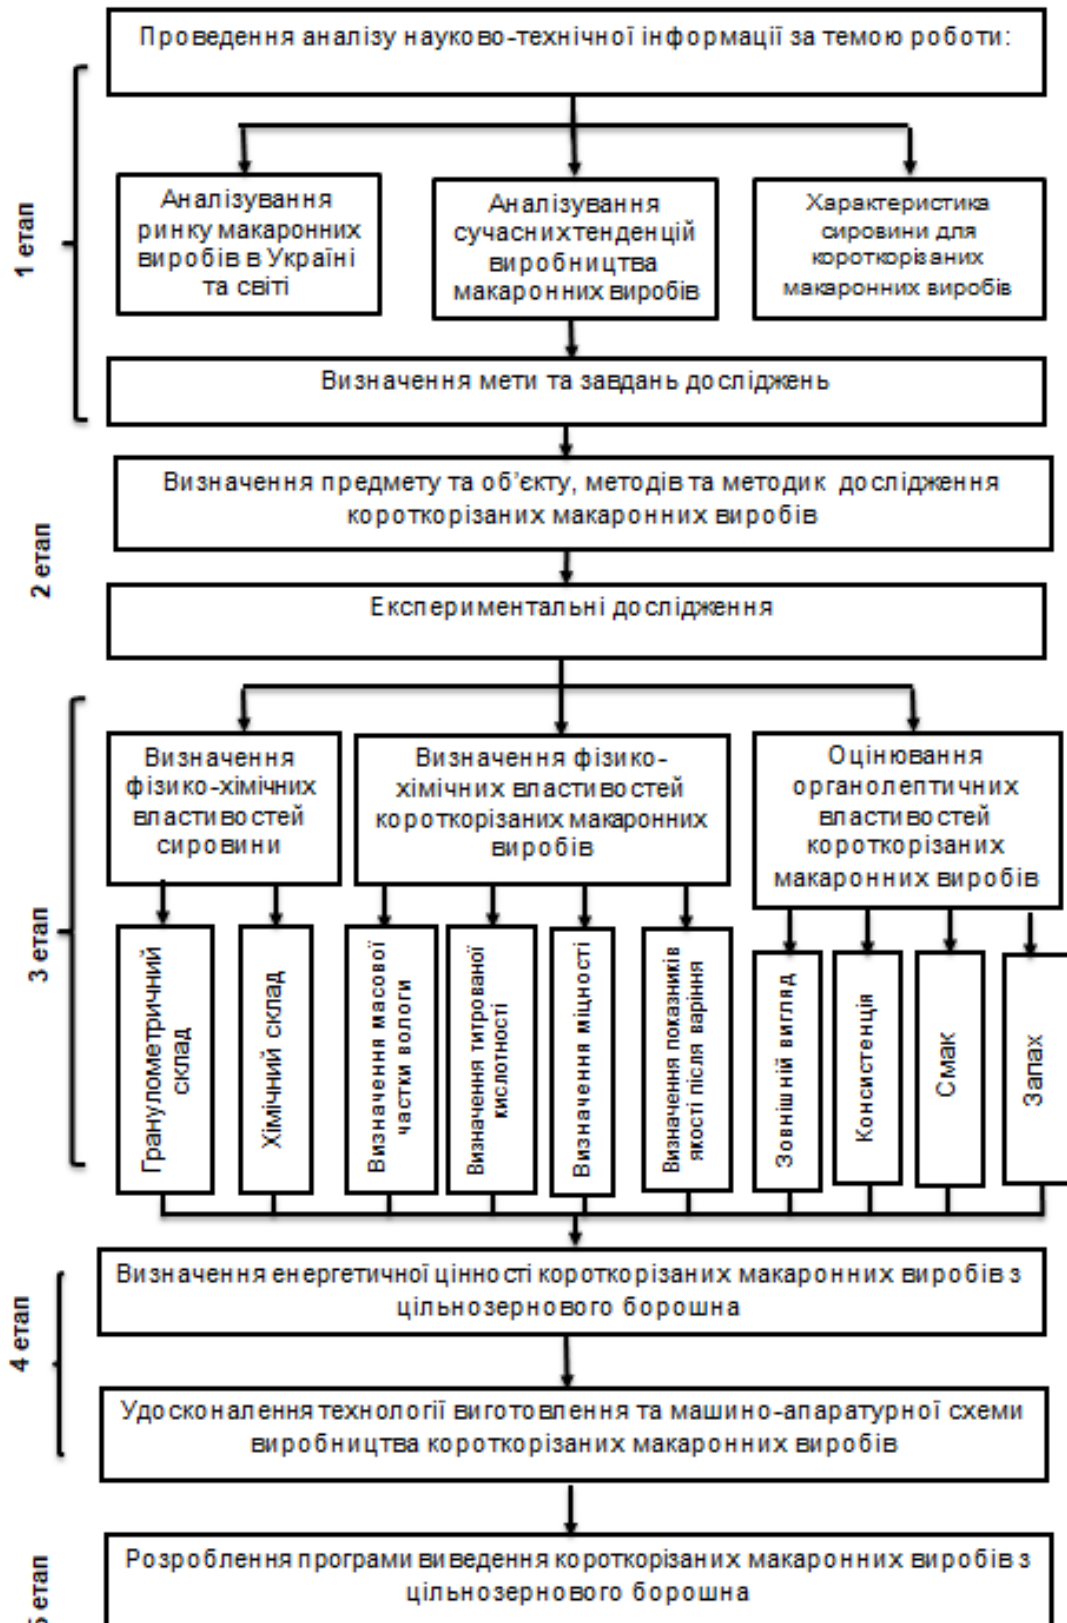 Проведення аналізу науково-технічної інформації за темою роботи:
1 етап
Аналізування
ринку макаронних
виробів в Україні
та світі
Аналізування
сучасних тенденцій
виробництва
макаронних виробів
Характеристика
сировини для
короткорізаних
макаронних виробів
Визначення мети та завдань досліджень
2 етап
Визначення предмету та об’єкту, методів та методик дослідження
короткорізаних макаронних виробів
Експериментальні дослідження
3 етап
Визначення
фізико-хімічних
властивостей
сировини
Визначення фізико-
хімічних властивостей
короткорізаних макаронних
виробів
Оцінювання
органолептичних
властивостей
короткорізаних
макаронних виробів
Гранулометричний
склад
Хімічний склад
Визначення масової
частки вологи
Визначення титрованої
кислотності
Визначення міцності
Визначення показників
якості після варіння
Зовнішній вигляд
Консистенція
Смак
Запах
4 етап
Визначення енергетичної цінності короткорізаних макаронних виробів з
цільнозернового борошна
Удосконалення технології виготовлення та машино-апаратурної схеми
виробництва короткорізаних макаронних виробів
5 етап
Розроблення програми виведення короткорізаних макаронних виробів з
цільнозернового борошна